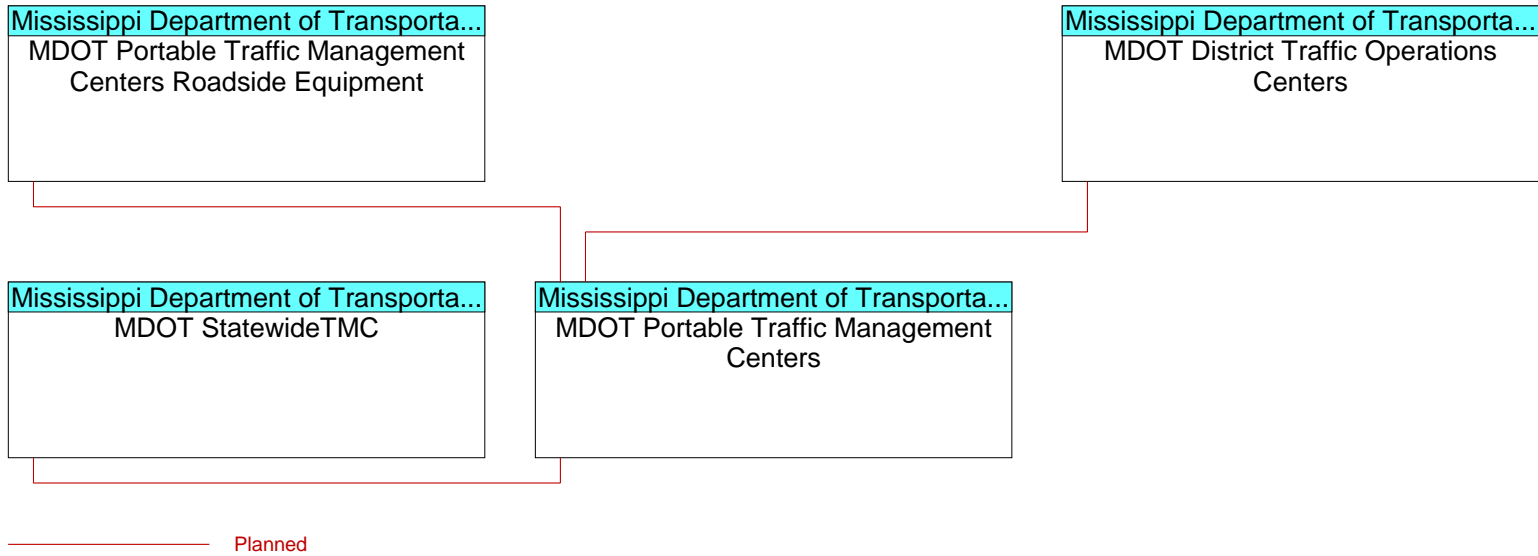 Mississippi Department of Transporta...
MDOT Portable Traffic Management
Centers Roadside Equipment
Mississippi Department of Transporta...
MDOT District Traffic Operations
Centers
Mississippi Department of Transporta...
MDOT StatewideTMC
Mississippi Department of Transporta...
MDOT Portable Traffic Management
Centers
Planned